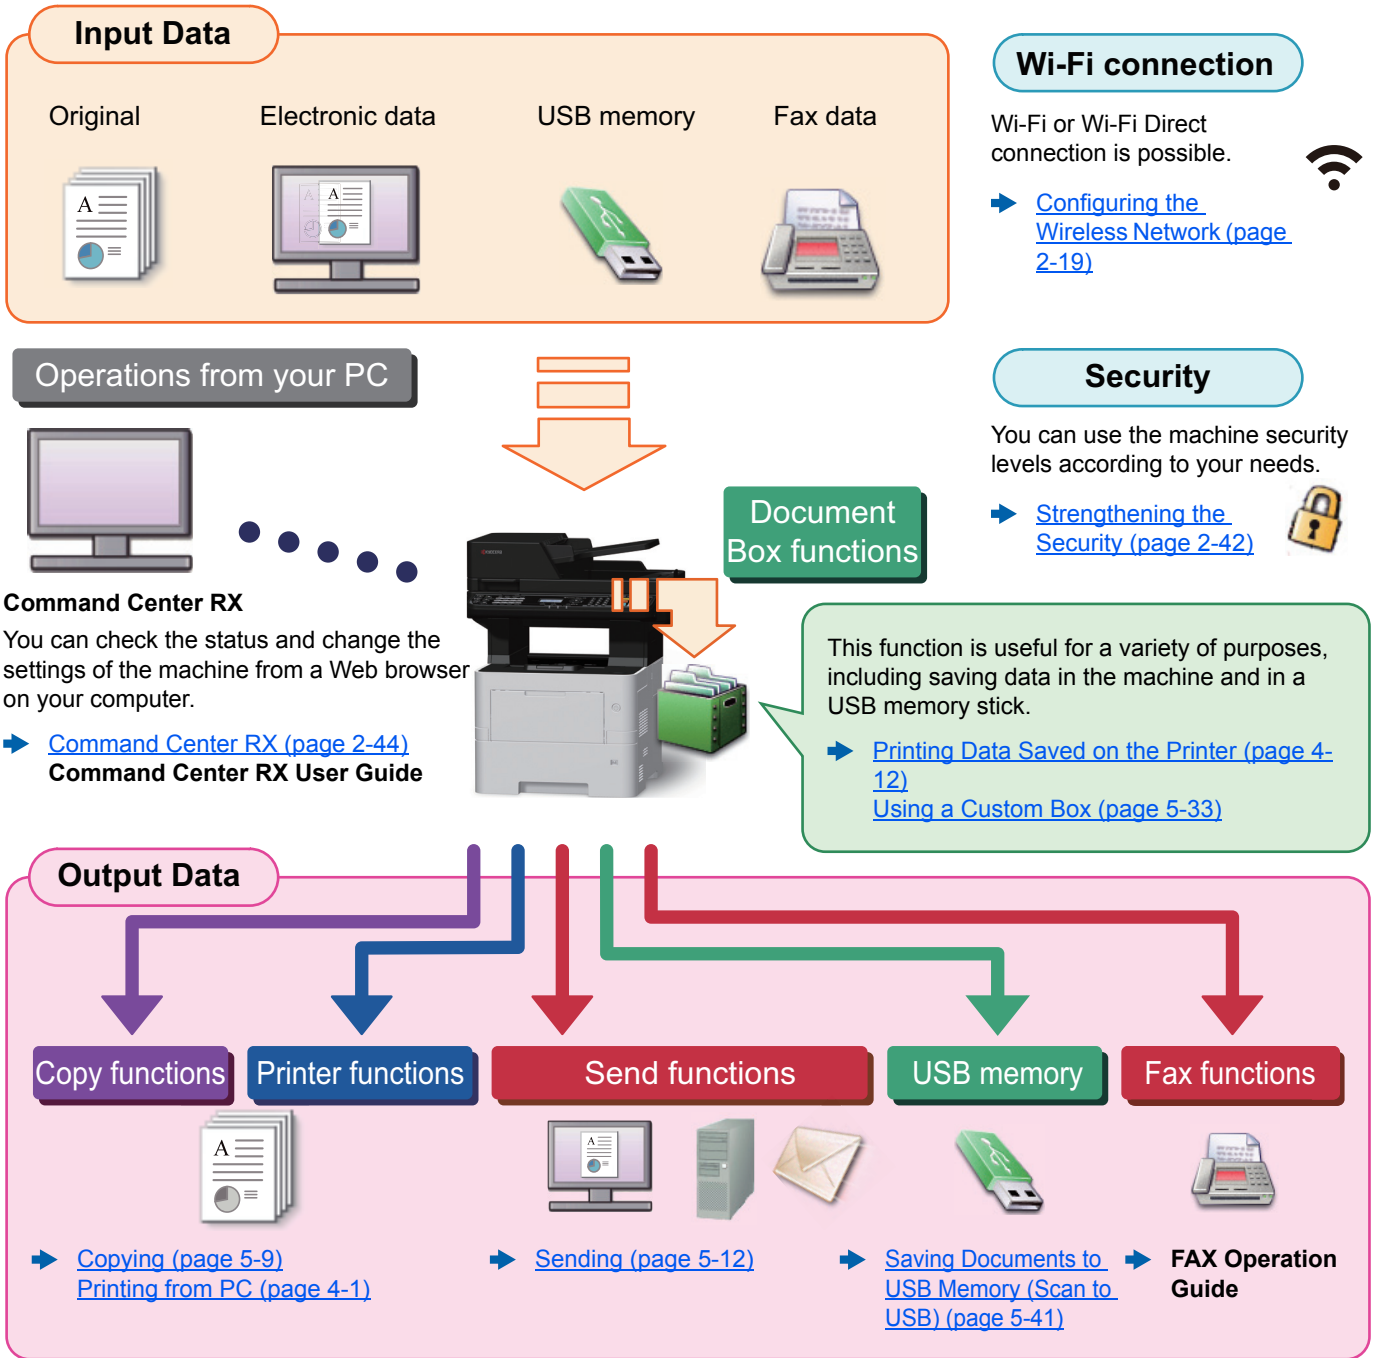 Input Data
Original
Electronic data
USB memory
Fax data
Wi-Fi connection
Wi-Fi or Wi-Fi Direct
connection is possible.
Configuring the
Wireless Network (page
2-19)
Operations from your PC
Security
You can use the machine security
levels according to your needs.
Strengthening the
Security (page 2-42)
Document
Box functions
Command Center RX
You can check the status and change the
settings of the machine from a Web browser
on your computer.
Command Center RX (page 2-44)
Command Center RX User Guide
This function is useful for a variety of purposes,
including saving data in the machine and in a
USB memory stick.
Printing Data Saved on the Printer (page 4-
12)
Using a Custom Box (page 5-33)
Output Data
Copy functions
Printer functions
Send functions
USB memory
Fax functions
Copying (page 5-9)
Printing from PC (page 4-1)
Sending (page 5-12)
Saving Documents to
USB Memory (Scan to
USB) (page 5-41)
FAX Operation
Guide